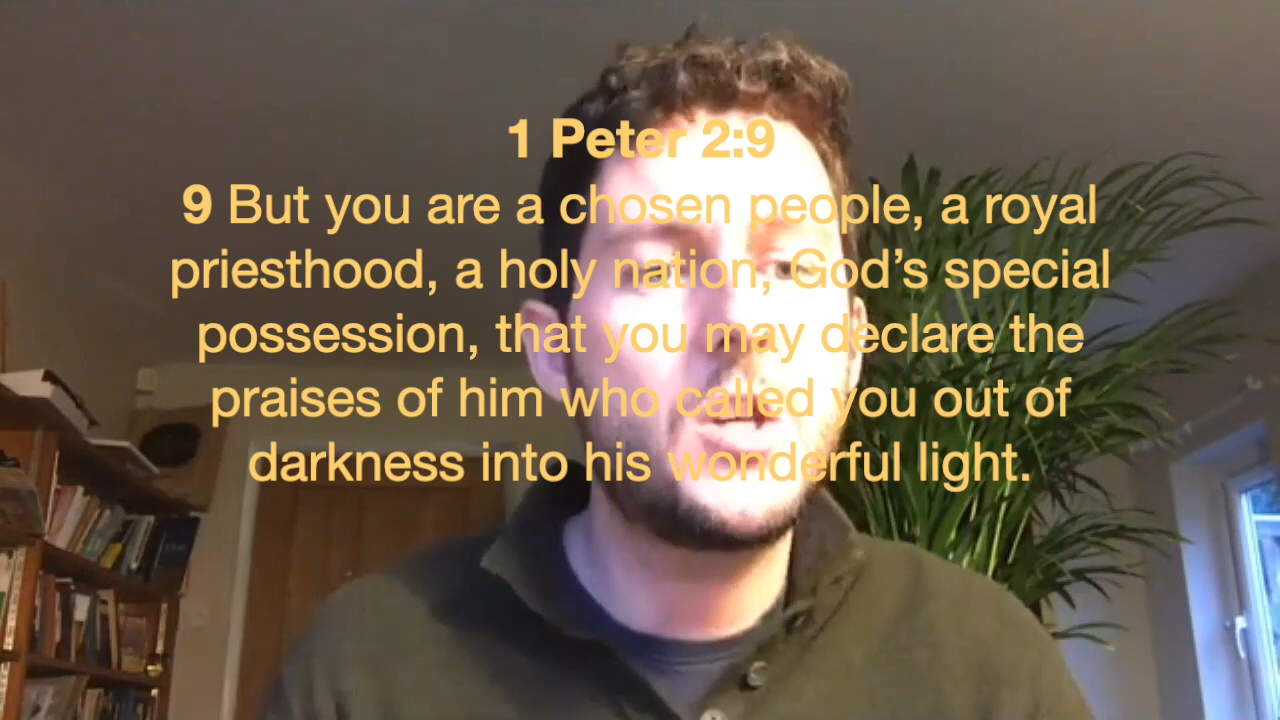 1 Peter 2:9
9 But you are a chosen people, a royal
priesthood, a holy nation, God’s special
possession, that you may declare the
praises of him who called you out of
darkness into his wonderful light.